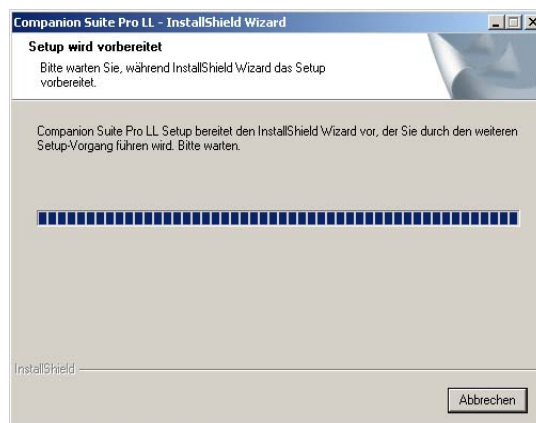 Companion Suite Pro LL - InstallShield Wizard
Setup wird vorbereitet
Bitte warten Sie, während InstallShield Wizard das Setup
vorbereitet.
Companion Suite Pro LL Setup bereitet den InstallShield Wizard vor, der Sie durch den weiteren
Setup-Vorgang führen wird. Bitte warten.
InstallShield
Abbrechen